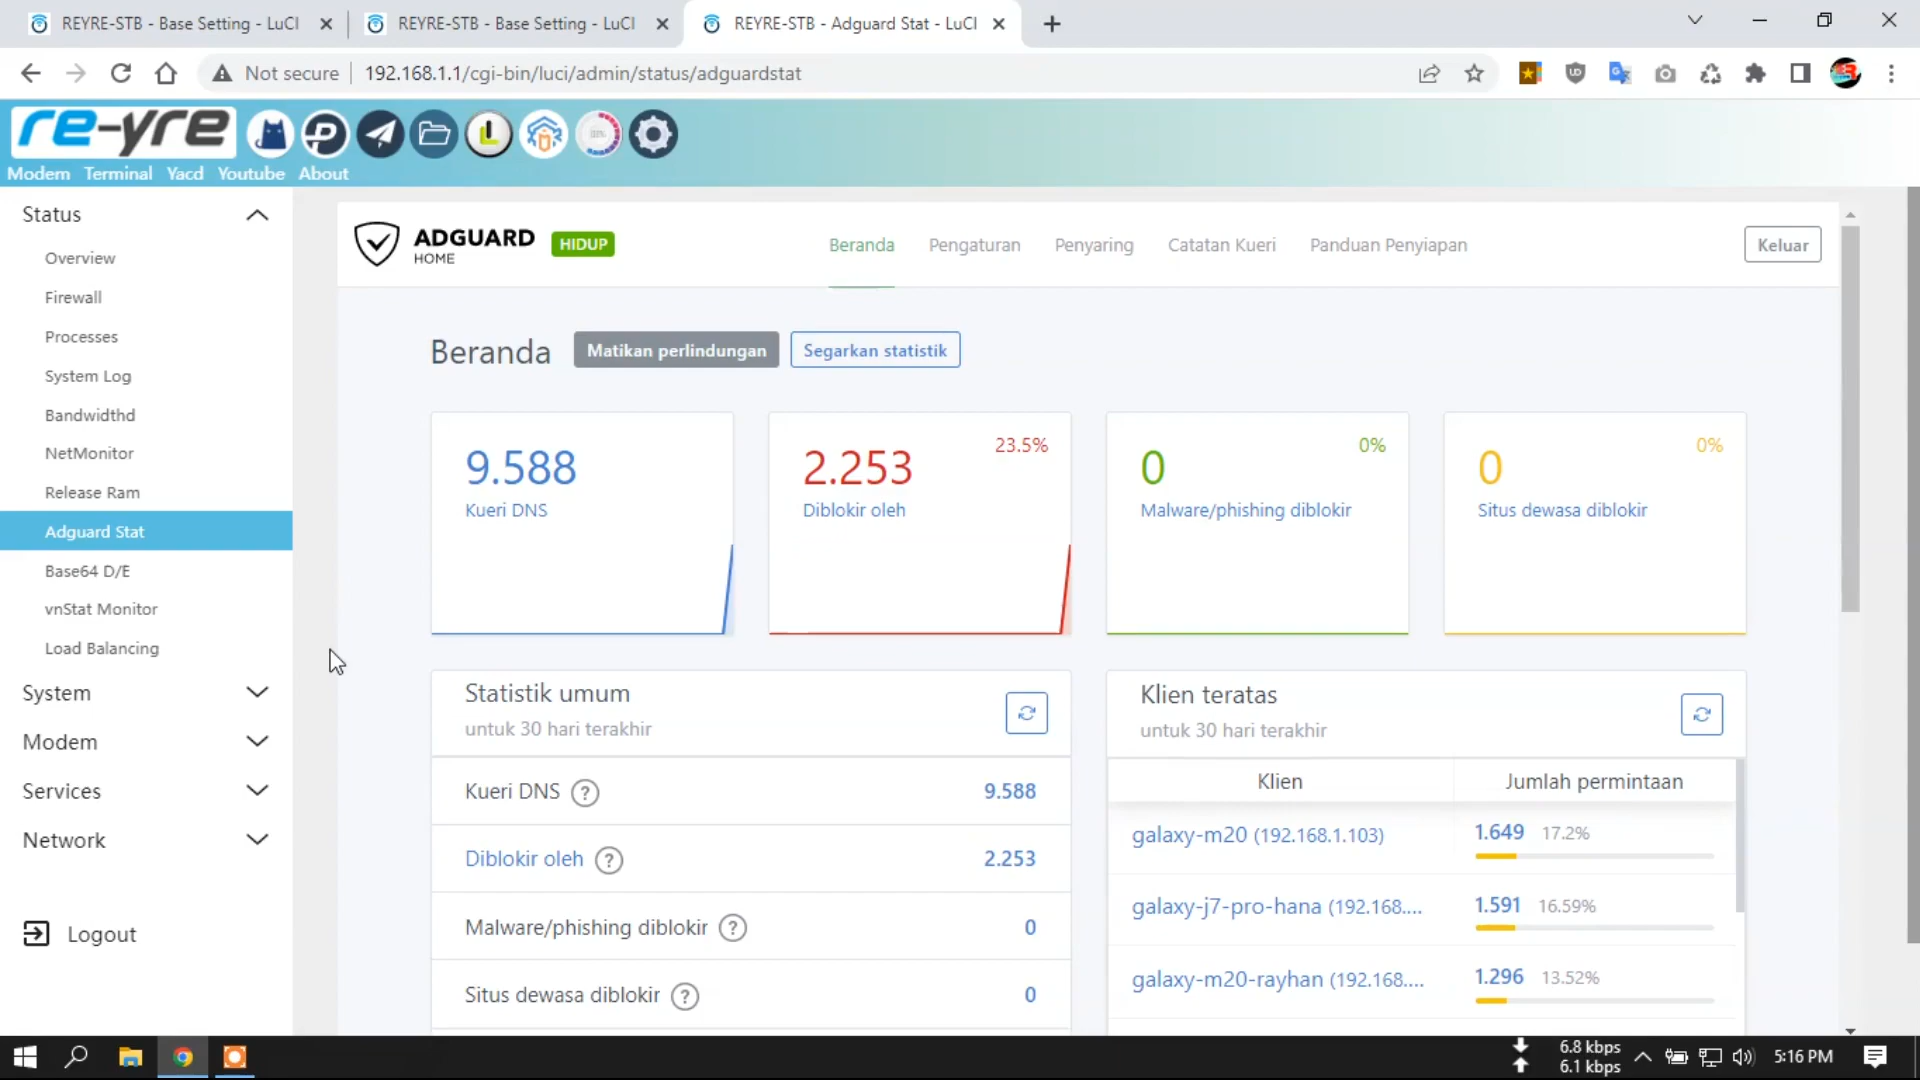 REYRE-STB - Base Setting - LuCI
REYRE-STB - Base Setting - LuCI
REYRE-STB - Adguard Stat - LuCI
Not secure
192.168.1.1/cgi-bin/luci/admin/status/adguardstat
re-yre
Modem Terminal Yacd Youtube About
Status
Overview
Firewall
Processes
System Log
Bandwidthd
NetMonitor
Release Ram
Adguard Stat
Base64 D/E
vnStat Monitor
Load Balancing
System
Modem
Services
Network
Logout
ADGUARD
HOME
HIDUP
Beranda
Pengaturan
Penyaring
Catatan Kueri
Panduan Penyiapan
Keluar
Beranda
Matikan perlindungan
Segarkan statistik
9.588
Kueri DNS
23.5%
2.253
Diblokir oleh
0%
0
Malware/phishing diblokir
0%
0
Situs dewasa diblokir
Statistik umum
untuk 30 hari terakhir
Kueri DNS ? 9.588
Diblokir oleh ? 2.253
Malware/phishing diblokir ? 0
Situs dewasa diblokir ? 0
Klien teratas
untuk 30 hari terakhir
Klien Jumlah permintaan
galaxy-m20 (192.168.1.103) 1.649 17.2%
galaxy-j7-pro-hana (192.168.... 1.591 16.59%
galaxy-m20-rayhan (192.168.... 1.296 13.52%
6.8 kbps
6.1 kbps
5:16 PM